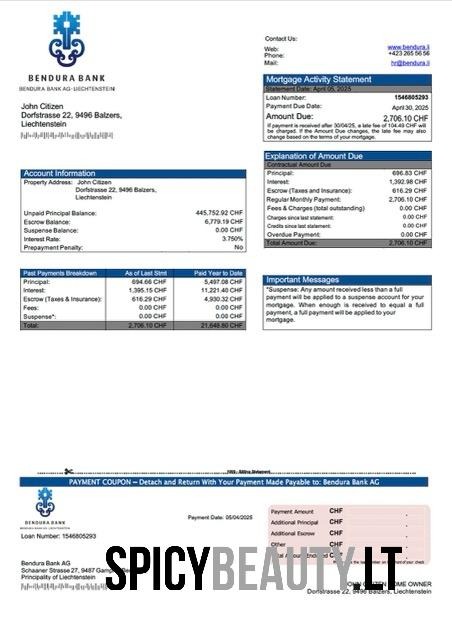 BENDURA BANK
BENDURA BANK AG-LIECHTENSTEIN
John Citizen
Dorfstrasse 22, 9496 Balzers,
Liechtenstein
Contact Us:
Web: www.bendura.li
Phone: +423 265 56 56
Mail: hr@bendura.li
Mortgage Activity Statement
Statement Date: April 05, 2025
Loan Number: 1546805293
Payment Due Date: April 30, 2025
Amount Due: 2,706.10 CHF
If payment is received after 30/04/25, a late fee of 104.49 CHF will
be charged. If the Amount Due changes, the late fee may also
change based on the terms of your mortgage.
Account Information
Property Address: John Citizen
Dorfstrasse 22, 9496 Balzers,
Liechtenstein
Unpaid Principal Balance: 445,752.92 CHF
Escrow Balance: 6,779.19 CHF
Suspense Balance: 0.00 CHF
Interest Rate: 3.750%
Prepayment Penalty: No
Explanation of Amount Due
Contractual Amount Due
Principal: 696.83 CHF
Interest: 1,392.98 CHF
Escrow (Taxes and Insurance): 616.29 CHF
Regular Monthly Payment: 2,706.10 CHF
Fees & Charges (total outstanding) 0.00 CHF
Charges since last statement: 0.00 CHF
Credits since last statement: 0.00 CHF
Overdue Payment: 0.00 CHF
Total Amount Due: 2,706.10 CHF
Past Payments Breakdown As of Last Stmt Paid Year to Date
Principal: 694.66 CHF 5,497.08 CHF
Interest: 1,395.15 CHF 11,221.40 CHF
Escrow (Taxes & Insurance): 616.29 CHF 4,930.32 CHF
Fees: 0.00 CHF 0.00 CHF
Suspense*: 0.00 CHF 0.00 CHF
Total: 2,706.10 CHF 21,648.80 CHF
Important Messages
*Suspense: Any amount received less than a full
payment will be applied to a suspense account for your
mortgage. When enough is received to equal a full
payment, a full payment will be applied to your
mortgage.
PAYMENT COUPON – Detach and Return With Your Payment Made Payable to: Bendura Bank AG
BENDURA BANK
BENDURA BANK AG-LIECHTENSTEIN
Loan Number: 1546805293
Payment Date: 05/04/2025
Payment Amount CHF
Additional Principal CHF
Additional Escrow CHF
Other CHF
Total Amount Enclosed CHF
Bendura Bank AG
Schaaner Strasse 27, 9487
Principality of Liechtenstein
SPICYBEAUTY.LT
HOME OWNER
Dorfstrasse 22, 9496 Balzers, Liechtenstein